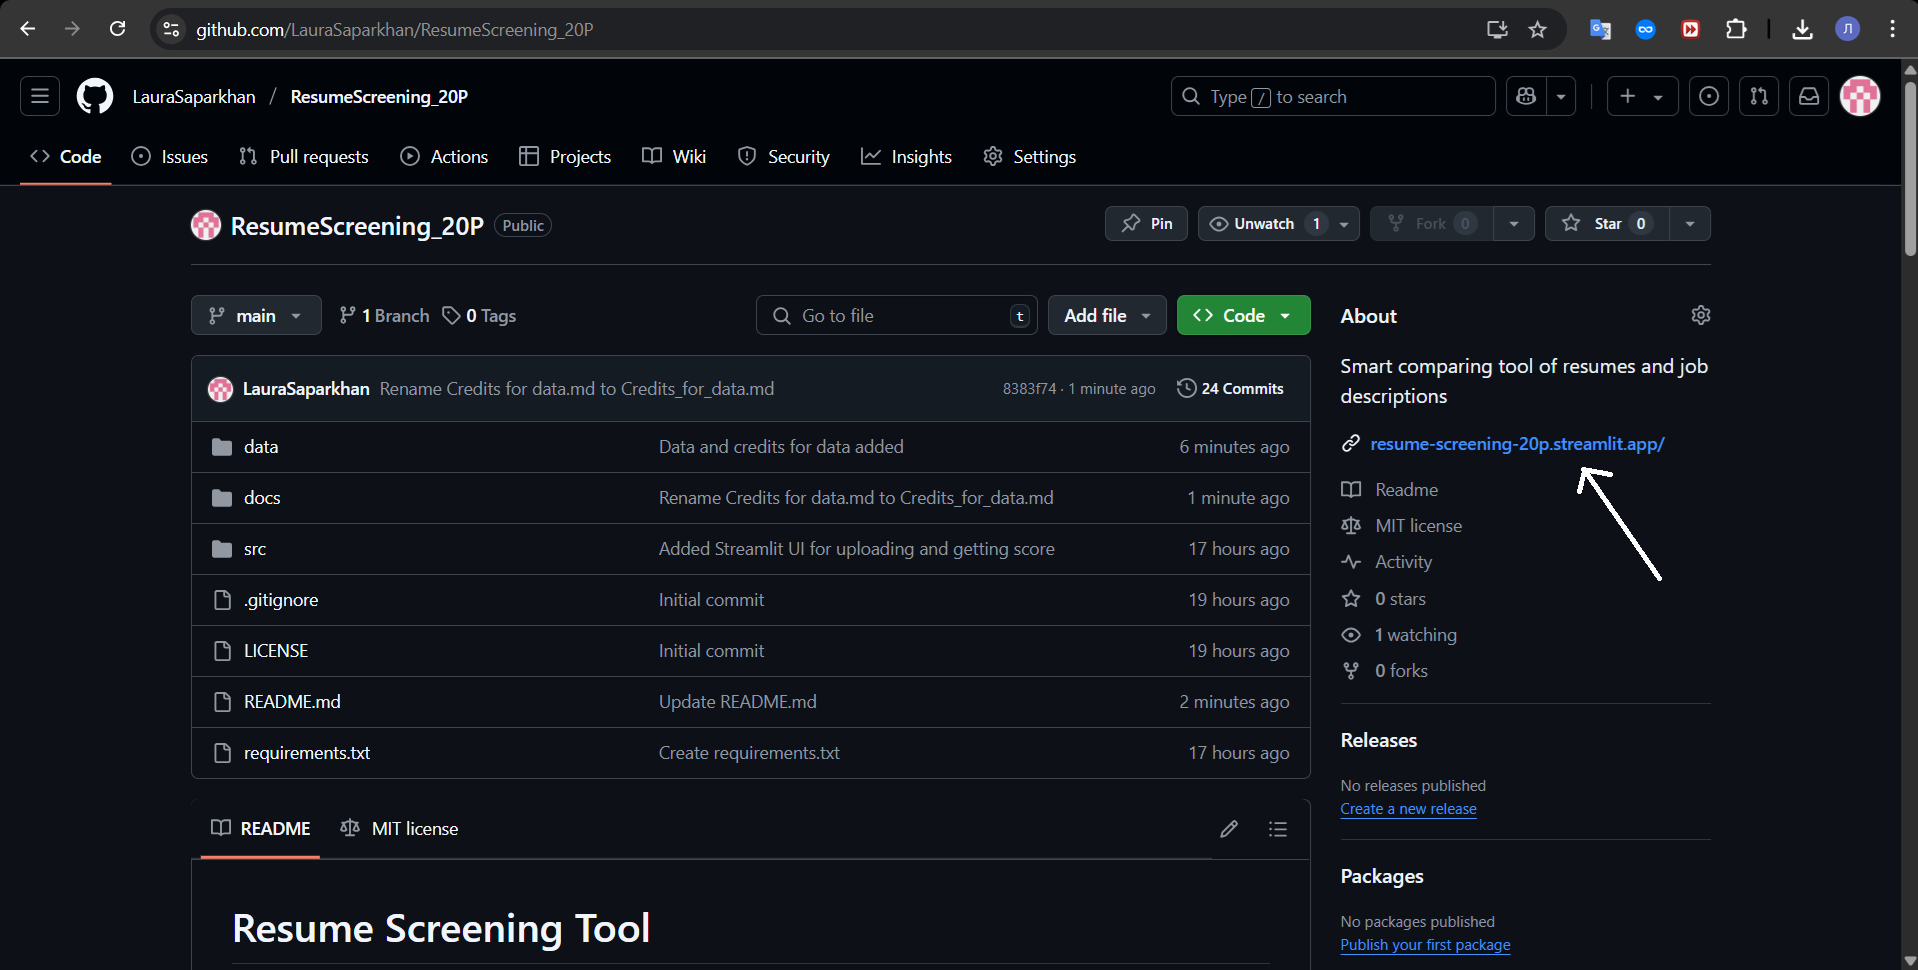 github.com/LauraSaparkhan/ResumeScreening_20P
Л
LauraSaparkhan / ResumeScreening_20P
Type / to search
Code Issues Pull requests Actions Projects Wiki Security Insights Settings
ResumeScreening_20P Public
Pin Unwatch 1 Fork 0 Star 0
main 1 Branch 0 Tags Go to file t Add file Code
LauraSaparkhan Rename Credits for data.md to Credits_for_data.md 8383f74 · 1 minute ago 24 Commits
data Data and credits for data added 6 minutes ago
docs Rename Credits for data.md to Credits_for_data.md 1 minute ago
src Added Streamlit UI for uploading and getting score 17 hours ago
.gitignore Initial commit 19 hours ago
LICENSE Initial commit 19 hours ago
README.md Update README.md 2 minutes ago
requirements.txt Create requirements.txt 17 hours ago
README MIT license
Resume Screening Tool
About
Smart comparing tool of resumes and job
descriptions
resume-screening-20p.streamlit.app/
Readme
MIT license
Activity
0 stars
1 watching
0 forks
Releases
No releases published
Create a new release
Packages
No packages published
Publish your first package